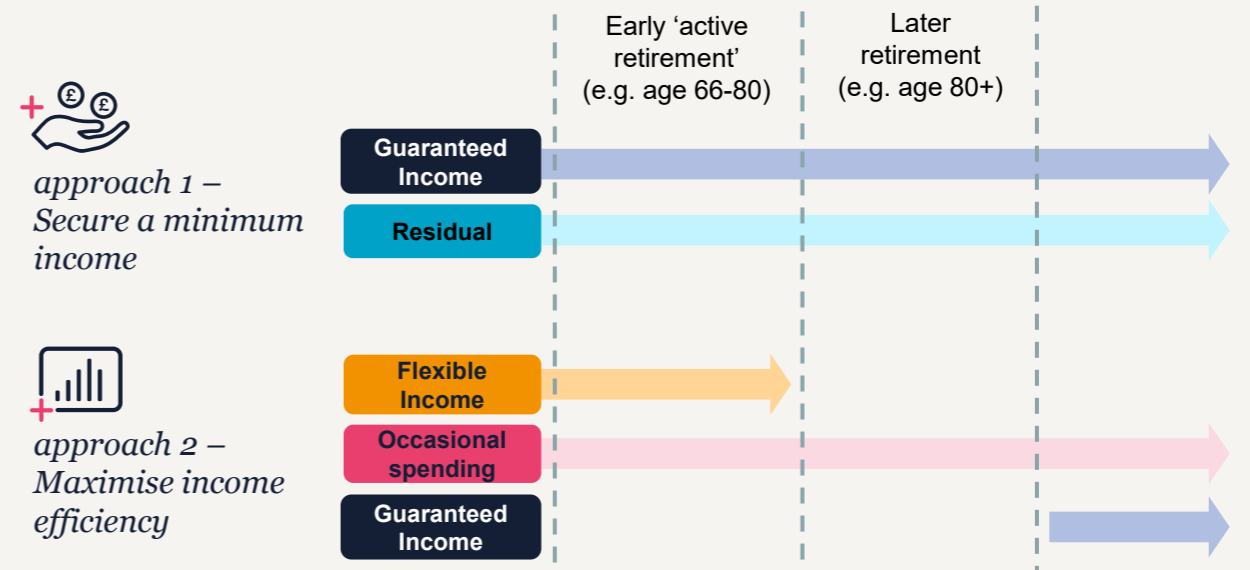 Early ‘active
retirement’
(e.g. age 66-80)
Later
retirement
(e.g. age 80+)
££
approach 1 –
Secure a minimum
income
Guaranteed
Income
Residual
approach 2 –
Maximise income
efficiency
Flexible
Income
Occasional
spending
Guaranteed
Income